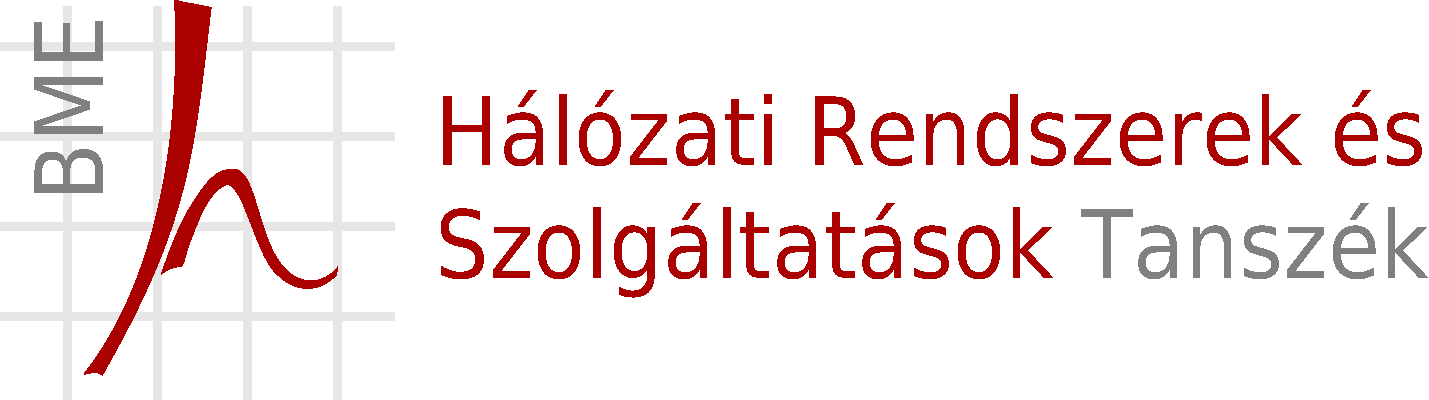 BME
Hálózati Rendszerek és
Szolgáltatások Tanszék